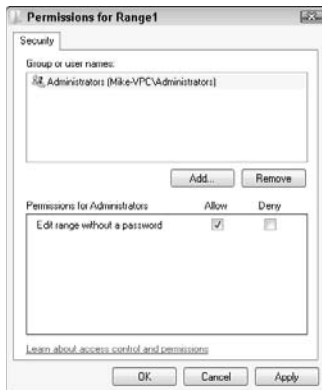 Permissions for Range1
Security
Group or user names:
Administrators (Mike-VPC\Administrators)
Add... Remove
Permissions for Administrators Allow Deny
Edit range without a password
Learn about access control and permissions
OK Cancel Apply